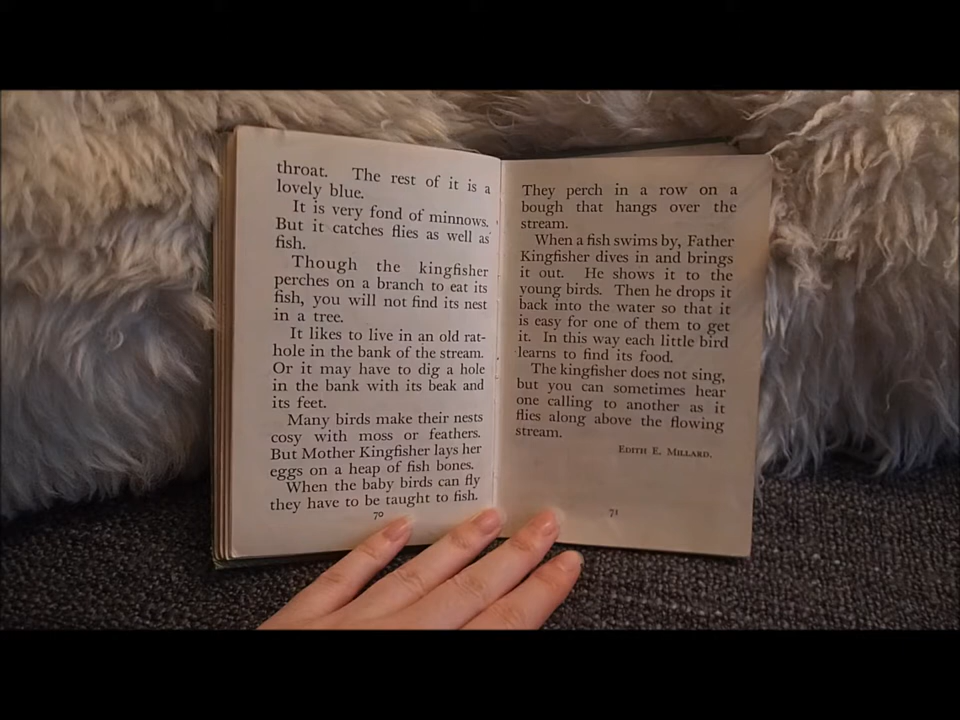 throat. The rest of it is a
lovely blue.
It is very fond of minnows.
But it catches flies as well as
fish.
Though the kingfisher
perches on a branch to eat its
fish, you will not find its nest
in a tree.
It likes to live in an old rat-
hole in the bank of the stream.
Or it may have to dig a hole
in the bank with its beak and
its feet.
Many birds make their nests
cosy with moss or feathers.
But Mother Kingfisher lays her
eggs on a heap of fish bones.
When the baby birds can fly
they have to be taught to fish.
70
They perch in a row on a
bough that hangs over the
stream.
When a fish swims by, Father
Kingfisher dives in and brings
it out. He shows it to the
young birds. Then he drops it
back into the water so that it
is easy for one of them to get
it. In this way each little bird
learns to find its food.
The kingfisher does not sing,
but you can sometimes hear
one calling to another as it
flies along above the flowing
stream.
EDITH E. MILLARD.
71